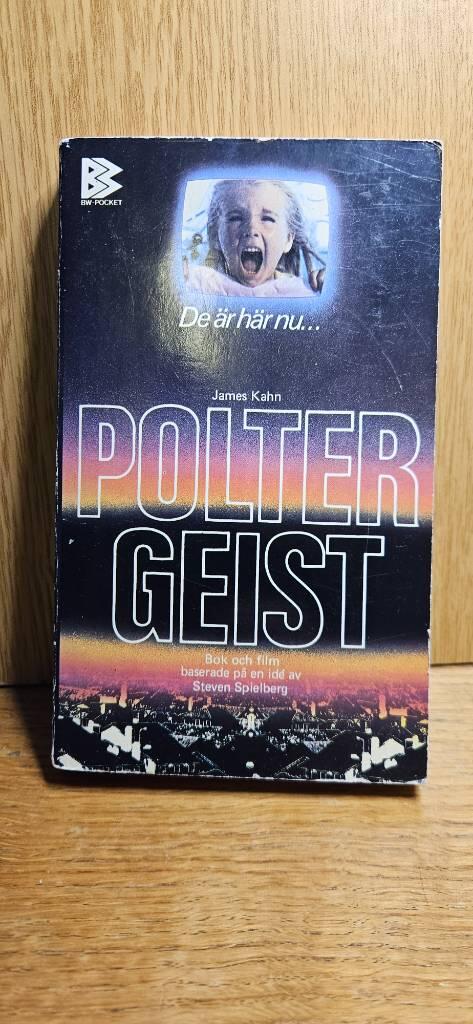 BW-POCKET
De är här nu...
James Kahn
POLTER
GEIST
Bok och film
baserade på en idé av
Steven Spielberg